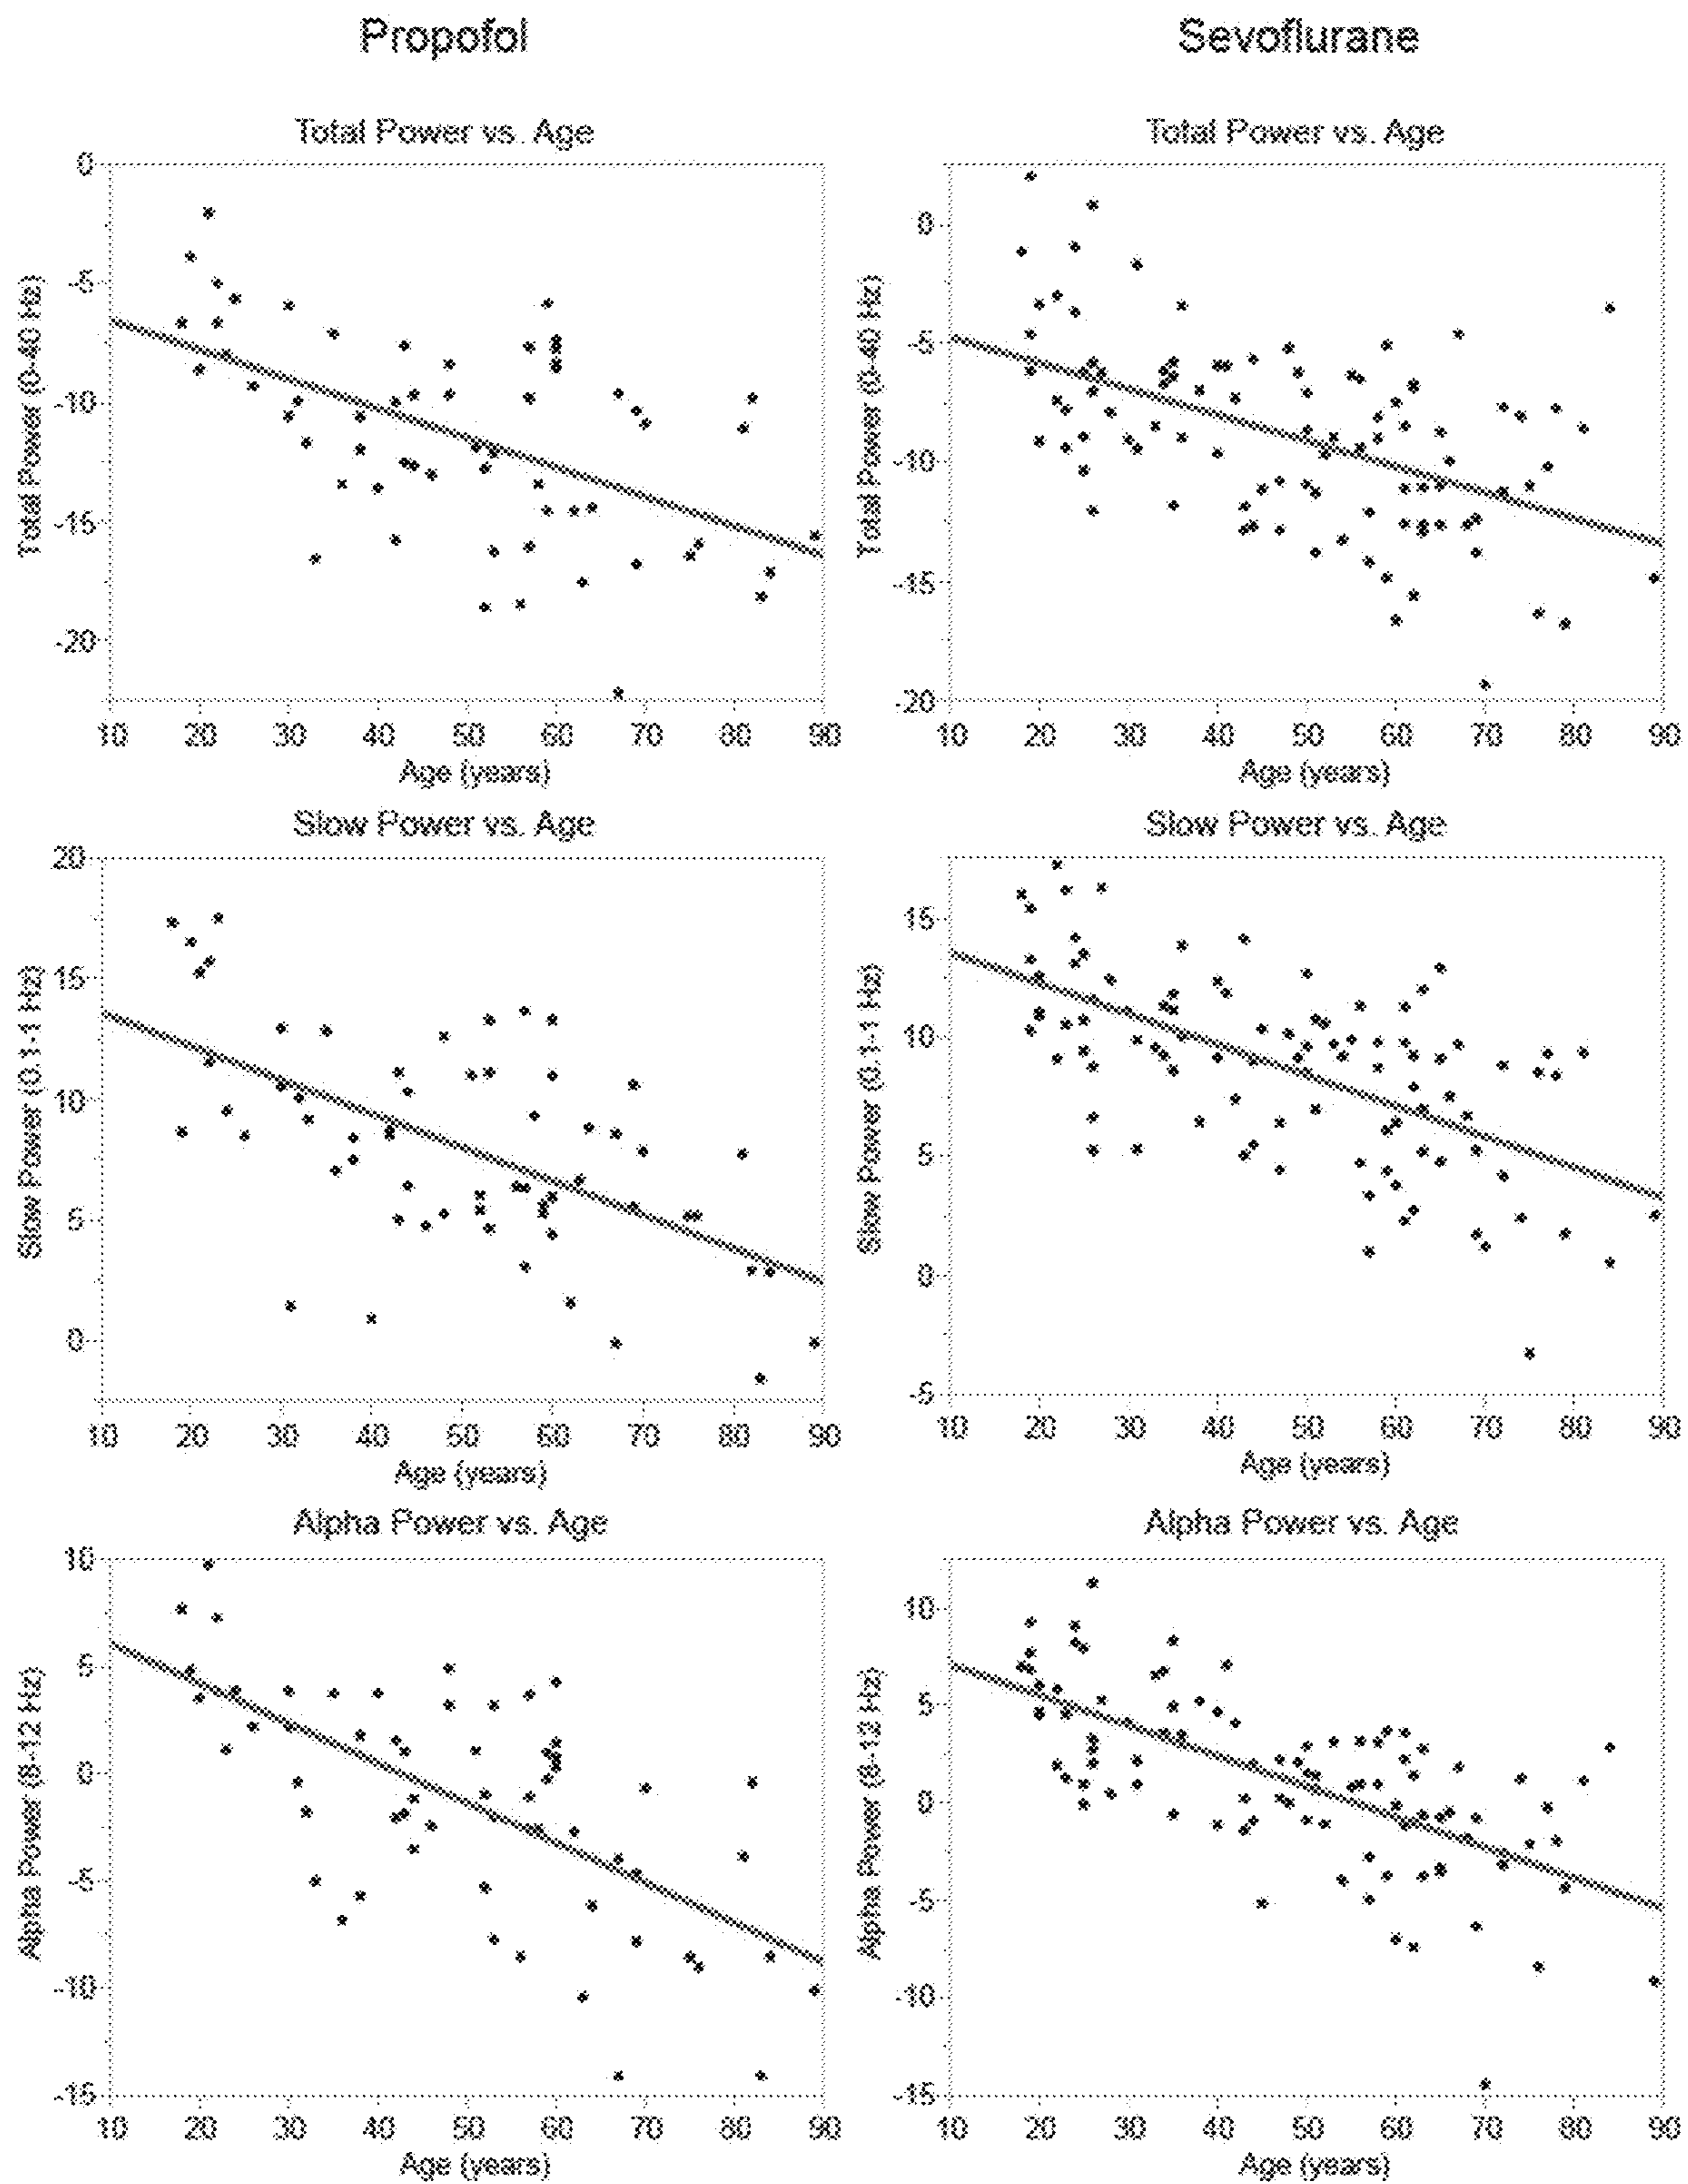 Propofol
Sevoflurane
Total Power vs. Age
Total Power (0-40 Hz)
0
-5
-10
-15
-20
10 20 30 40 50 60 70 80 90
Age (years)
Total Power vs. Age
Total Power (0-40 Hz)
0
-5
-10
-15
-20
10 20 30 40 50 60 70 80 90
Age (years)
Slow Power vs. Age
Slow Power (0.1-1 Hz)
20
15
10
5
0
10 20 30 40 50 60 70 80 90
Age (years)
Slow Power vs. Age
Slow Power (0.1-1 Hz)
15
10
5
0
-5
10 20 30 40 50 60 70 80 90
Age (years)
Alpha Power vs. Age
Alpha Power (8-12 Hz)
10
5
0
-5
-10
-15
10 20 30 40 50 60 70 80 90
Age (years)
Alpha Power vs. Age
Alpha Power (8-12 Hz)
10
5
0
-5
-10
-15
10 20 30 40 50 60 70 80 90
Age (years)